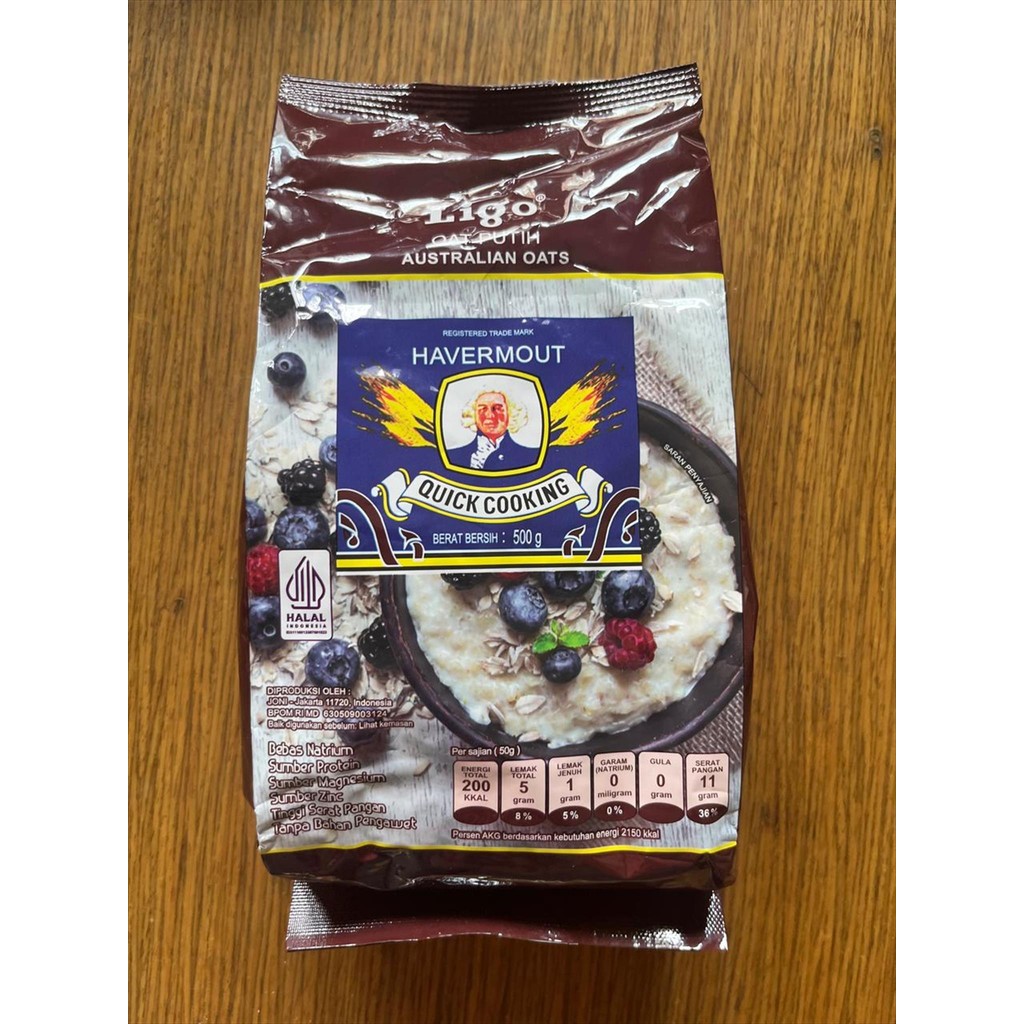 Ligo®
OAT PUTIH
AUSTRALIAN OATS
REGISTERED TRADE MARK
HAVERMOUT
QUICK COOKING
BERAT BERSIH : 500 g
SARAN PENYAJIAN
HALAL
INDONESIA
DIPRODUKSI OLEH :
JONI - Jakarta 11720, Indonesia
BPOM RI MD 630509003124
Baik digunakan sebelum: Lihat kemasan
Bebas Natrium
Sumber Protein
Sumber Magnesium
Sumber Zinc
Tinggi Serat Pangan
Tanpa Bahan Pengawet
Per sajian ( 50g )
ENERGI TOTAL 200 KKAL
LEMAK TOTAL 5 gram 8 %
LEMAK JENUH 1 gram 5 %
GARAM (NATRIUM) 0 miligram 0 %
GULA 0 gram
SERAT PANGAN 11 gram 36 %
Persen AKG berdasarkan kebutuhan energi 2150 kkal